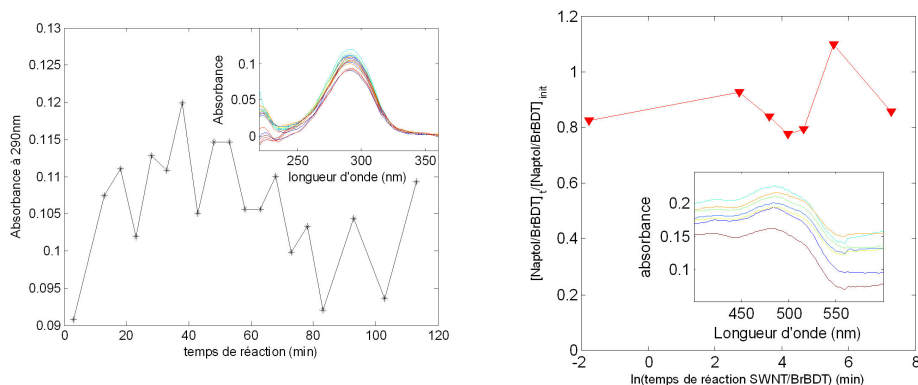 0.13
0.125
0.12
0.115
0.11
0.105
0.1
0.095
0.09
0 20 40 60 80 100 120
Absorbance à 290nm
temps de réaction (min)
0.1
0.05
0
250 300 350
Absorbance
longueur d'onde (nm)
1.2
1
0.8
0.6
0.4
0.2
0
-2 0 2 4 6 8
[Naptol/BrBDT]t/[Naptol/BrBDT]init
ln(temps de réaction SWNT/BrBDT) (min)
0.2
0.15
0.1
450 500 550
absorbance
Longueur d'onde (nm)